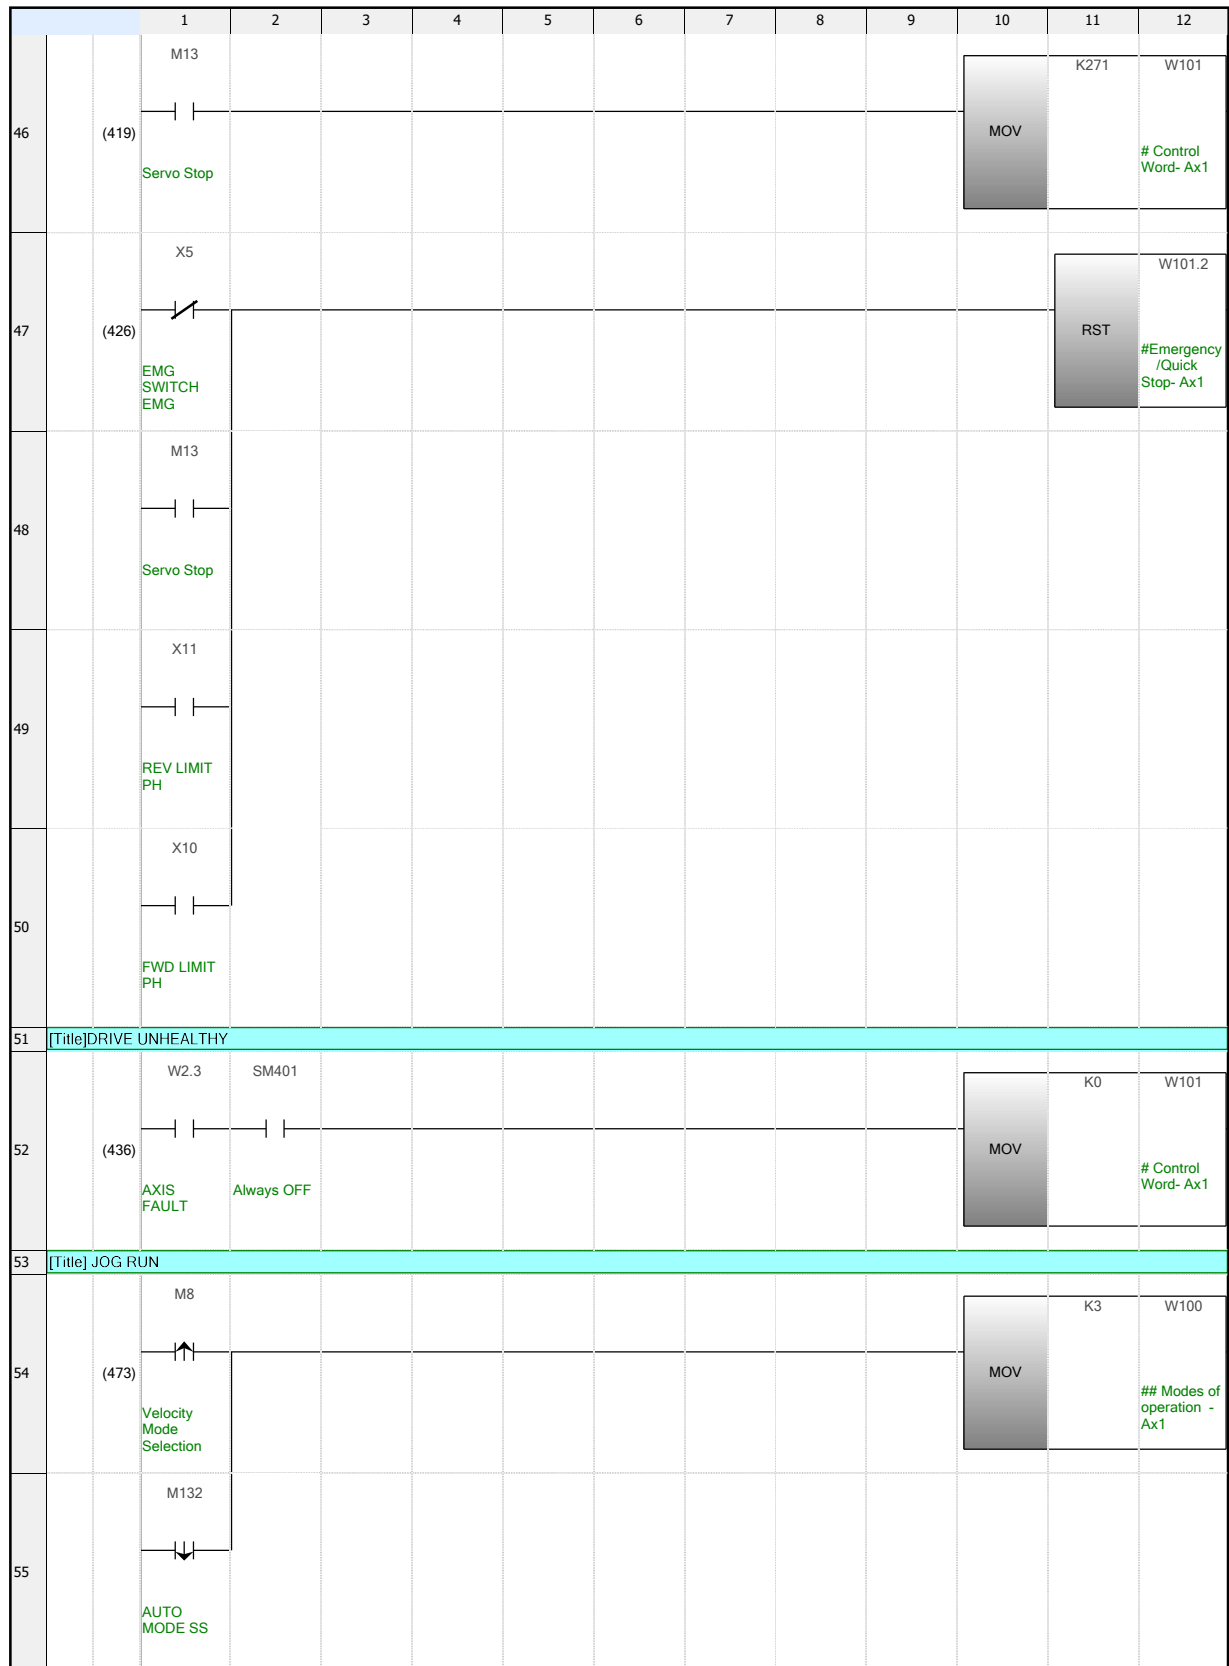 1 2 3 4 5 6 7 8 9 10 11 12
M13
K271 W101
46 (419) MOV
Servo Stop
# Control
Word- Ax1
X5
W101.2
47 (426) RST
EMG
SWITCH
EMG
#Emergency
/Quick
Stop- Ax1
M13
48
Servo Stop
X11
49
REV LIMIT
PH
X10
50
FWD LIMIT
PH
51 [Title]DRIVE UNHEALTHY
W2.3 SM401
K0 W101
52 (436) MOV
AXIS
FAULT
Always OFF
# Control
Word- Ax1
53 [Title] JOG RUN
M8
K3 W100
54 (473) MOV
Velocity
Mode
Selection
## Modes of
operation -
Ax1
M132
55
AUTO
MODE SS